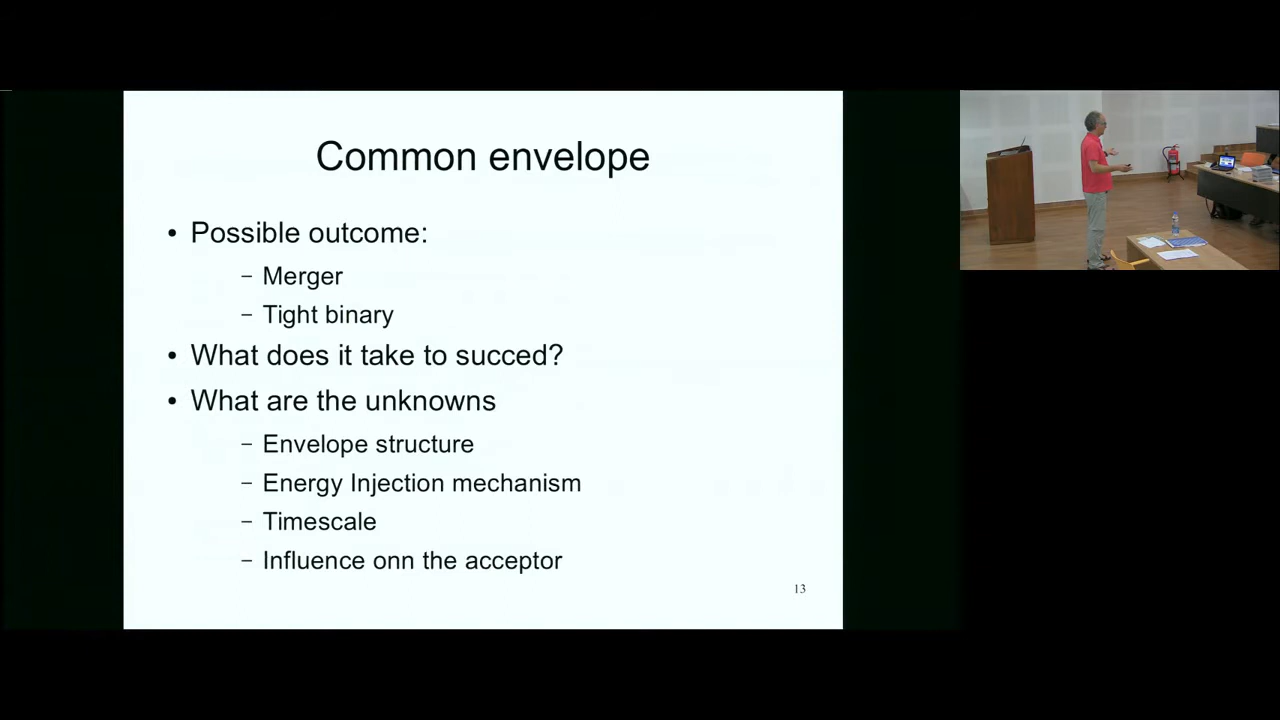 Common envelope
• Possible outcome:
– Merger
– Tight binary
• What does it take to succed?
• What are the unknowns
– Envelope structure
– Energy Injection mechanism
– Timescale
– Influence onn the acceptor
13